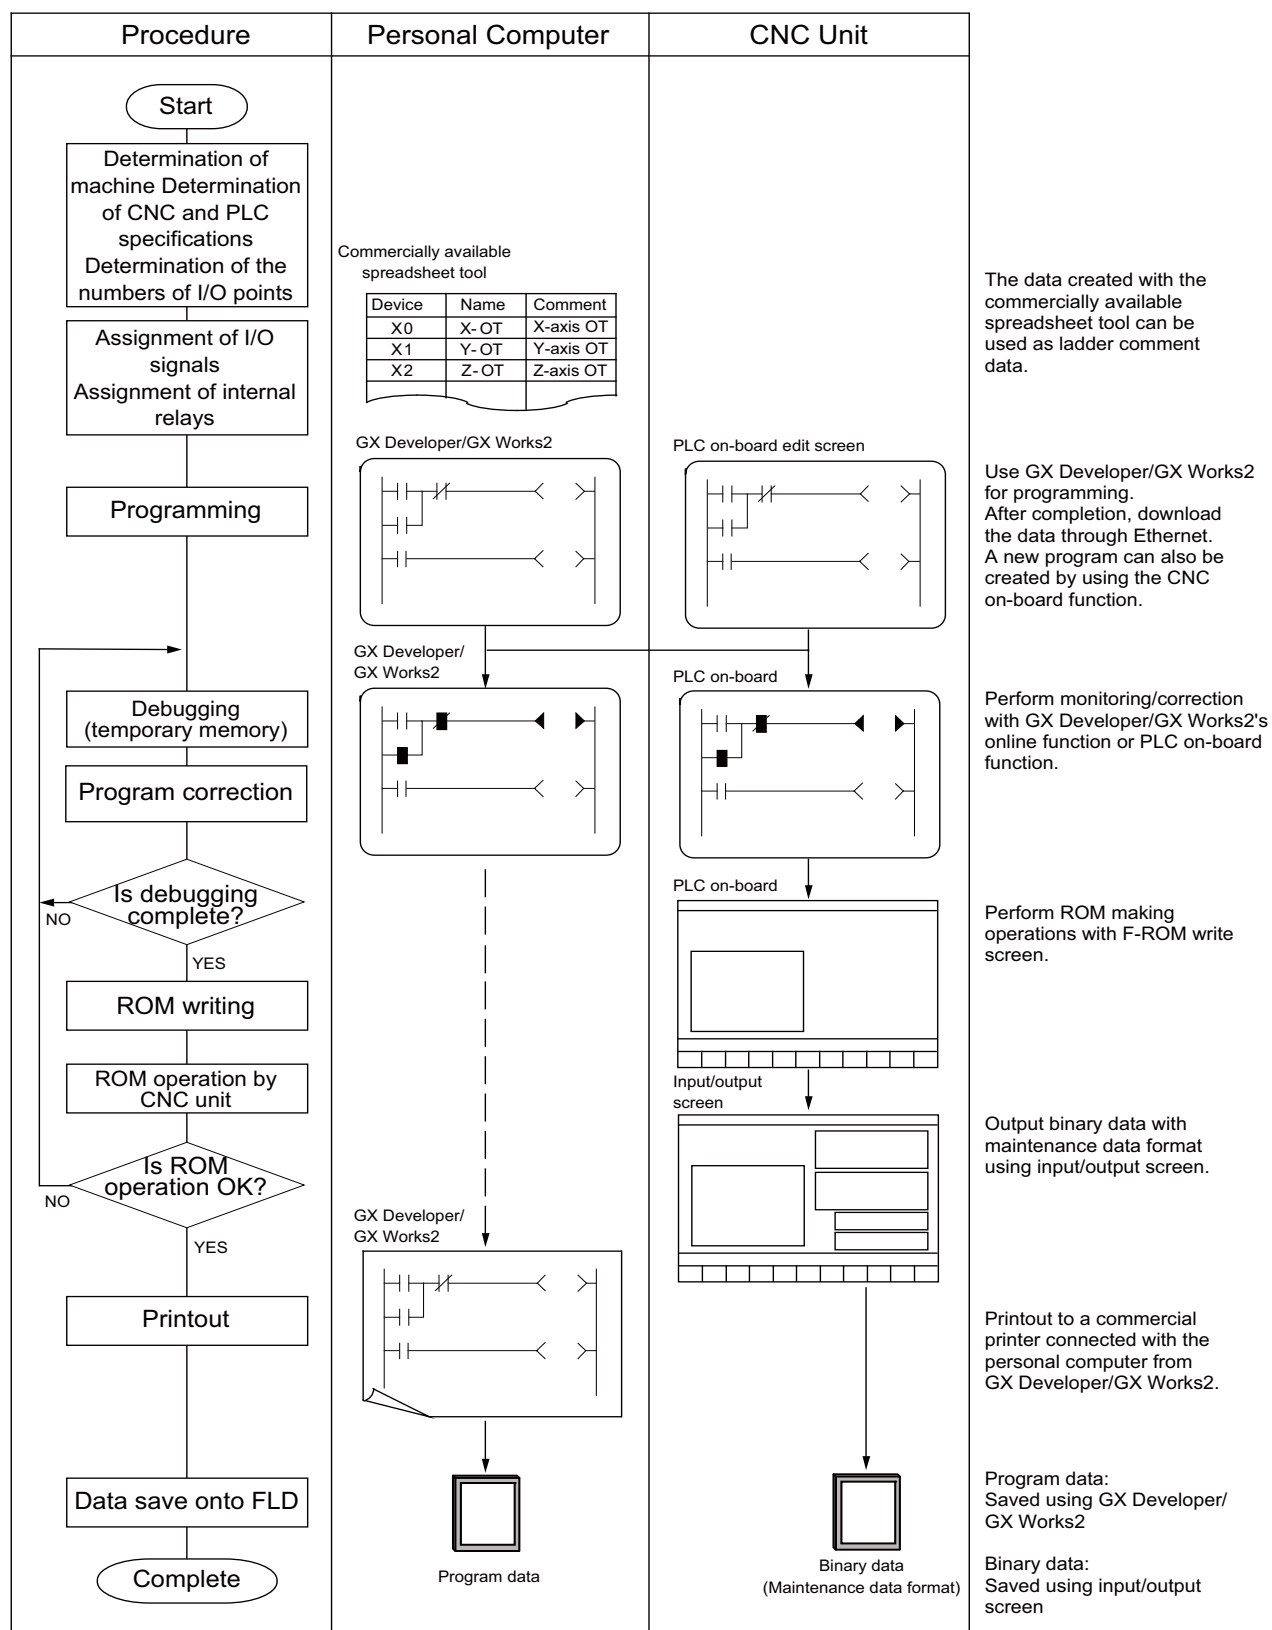 Procedure
Personal Computer
CNC Unit
Start
Determination of
machine Determination
of CNC and PLC
specifications
Determination of the
numbers of I/O points
Assignment of I/O
signals
Assignment of internal
relays
Programming
Debugging
(temporary memory)
Program correction
Is debugging
complete?
NO
YES
ROM writing
ROM operation by
CNC unit
Is ROM
operation OK?
NO
YES
Printout
Data save onto FLD
Complete
Commercially available
spreadsheet tool
Device Name Comment
X0 X-OT X-axis OT
X1 Y-OT Y-axis OT
X2 Z-OT Z-axis OT
GX Developer/GX Works2
GX Developer/
GX Works2
GX Developer/
GX Works2
Program data
PLC on-board edit screen
PLC on-board
PLC on-board
Input/output
screen
Binary data
(Maintenance data format)
The data created with the
commercially available
spreadsheet tool can be
used as ladder comment
data.
Use GX Developer/GX Works2
for programming.
After completion, download
the data through Ethernet.
A new program can also be
created by using the CNC
on-board function.
Perform monitoring/correction
with GX Developer/GX Works2's
online function or PLC on-board
function.
Perform ROM making
operations with F-ROM write
screen.
Output binary data with
maintenance data format
using input/output screen.
Printout to a commercial
printer connected with the
personal computer from
GX Developer/GX Works2.
Program data:
Saved using GX Developer/
GX Works2
Binary data:
Saved using input/output
screen